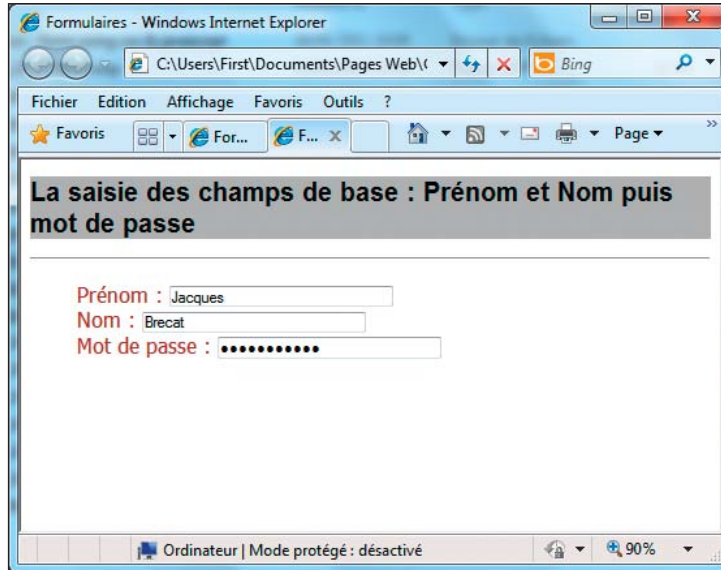 Formulaires - Windows Internet Explorer
C:\Users\First\Documents\Pages Web\ Bing
Fichier Edition Affichage Favoris Outils ?
Favoris For... F... Page »
La saisie des champs de base : Prénom et Nom puis
mot de passe
Prénom : Jacques
Nom : Brecat
Mot de passe : •••••••••••
Ordinateur | Mode protégé : désactivé 90%